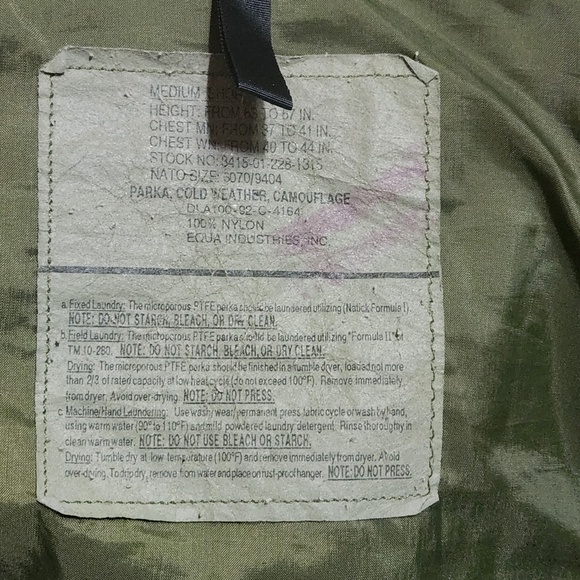 MEDIUM SHORT
HEIGHT: FROM 63 TO 67 IN.
CHEST MN: FROM 37 TO 41 IN.
CHEST WN: FROM 40 TO 44 IN.
STOCK NO: 8415-01-228-1313
NATO SIZE: 6070/9404
PARKA, COLD WEATHER, CAMOUFLAGE
DLA100-92-C-4164
100% NYLON
EQUA INDUSTRIES, INC.
a. Fixed Laundry: The microporous PTFE parka should be laundered utilizing (Natick Formula I).
NOTE: DO NOT STARCH, BLEACH, OR DRY CLEAN.
b. Field Laundry: The microporous PTFE parka should be laundered utilizing "Formula II" of
TM 10-280. NOTE: DO NOT STARCH, BLEACH, OR DRY CLEAN.
Drying: The microporous PTFE parka should be finished in a tumble dryer, loaded not
more than 2/3 of rated capacity at low heat cycle (do not exceed 100°F). Remove immediately
from dryer. Avoid over-drying. NOTE: DO NOT PRESS.
c. Machine/Hand Laundering: Use wash/wear, permanent press, fabric cycle or wash by hand,
using warm water (90° to 110°F) and mild powdered laundry detergent. Rinse thoroughly in
clean warm water. NOTE: DO NOT USE BLEACH OR STARCH.
Drying: Tumble dry at low temperature (100°F) and remove immediately from dryer. Avoid
over-drying. To drip dry, remove from water and place on rust-proof hanger. NOTE: DO NOT PRESS.